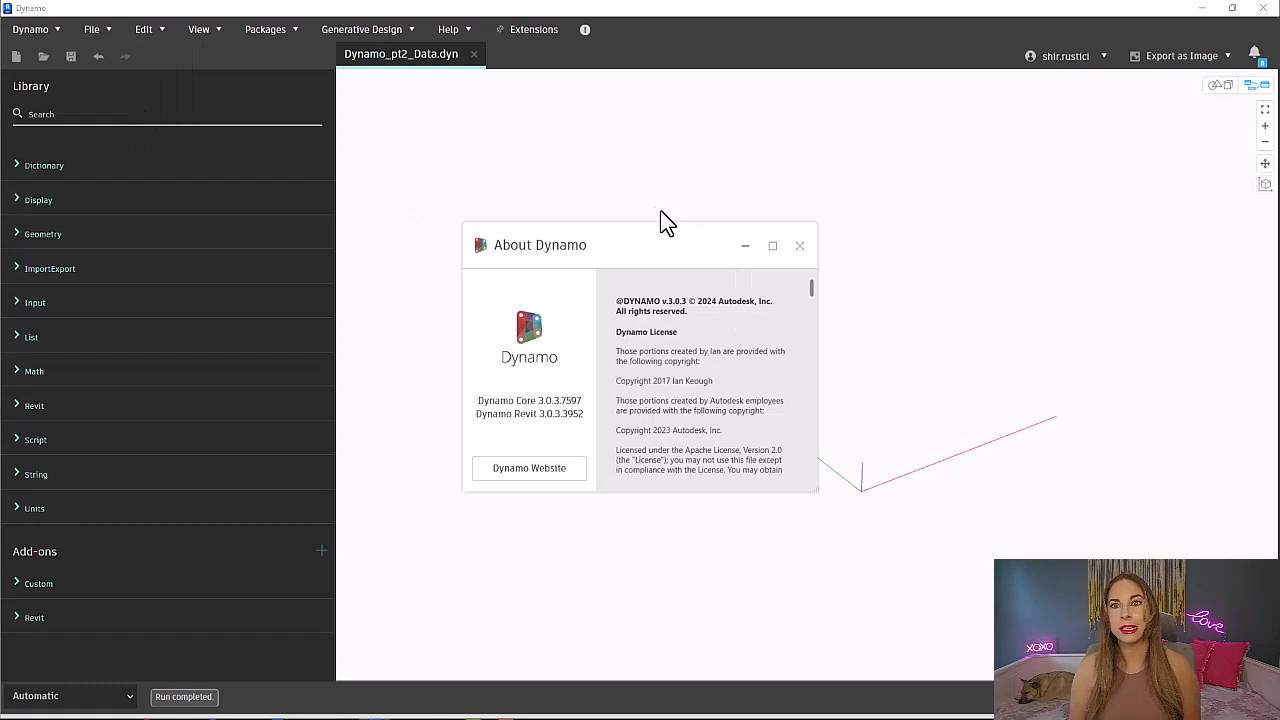 Dynamo
Dynamo File Edit View Packages Generative Design Help Extensions
Dynamo_pt2_Data.dyn
shir.rustici Export as Image
8
Library
Search
Dictionary
Display
Geometry
ImportExport
Input
List
Math
Revit
Script
String
Units
Add-ons
Custom
Revit
Automatic
Run completed.
About Dynamo
Dynamo
Dynamo Core 3.0.3.7597
Dynamo Revit 3.0.3.3952
Dynamo Website
@DYNAMO v.3.0.3 © 2024 Autodesk, Inc.
All rights reserved.
Dynamo License
Those portions created by Ian are provided with
the following copyright:
Copyright 2017 Ian Keough
Those portions created by Autodesk employees
are provided with the following copyright:
Copyright 2023 Autodesk, Inc.
Licensed under the Apache License, Version 2.0
(the "License"); you may not use this file except
in compliance with the License. You may obtain
love
XOXO